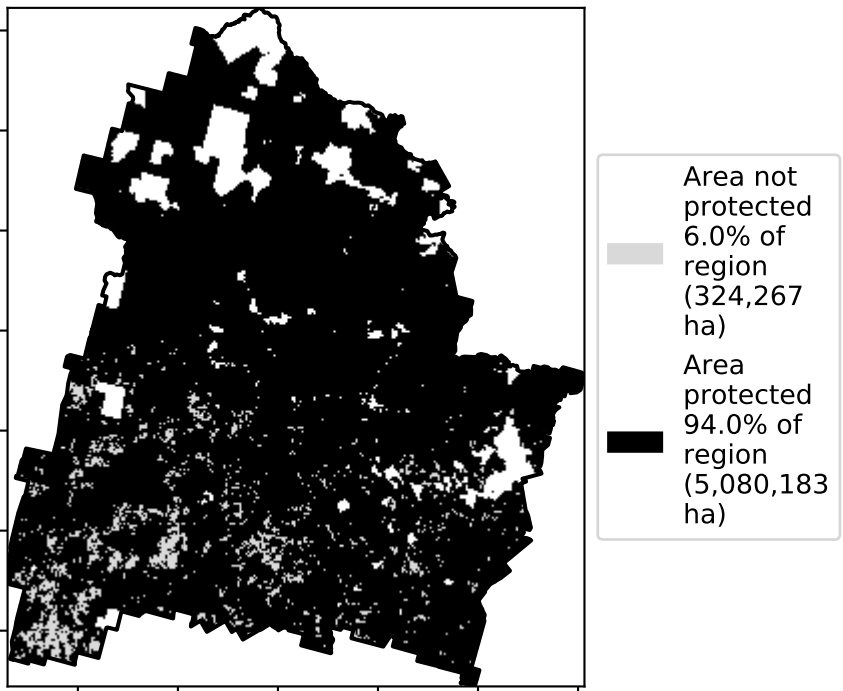 Area not
protected
6.0% of
region
(324,267
ha)
Area
protected
94.0% of
region
(5,080,183
ha)